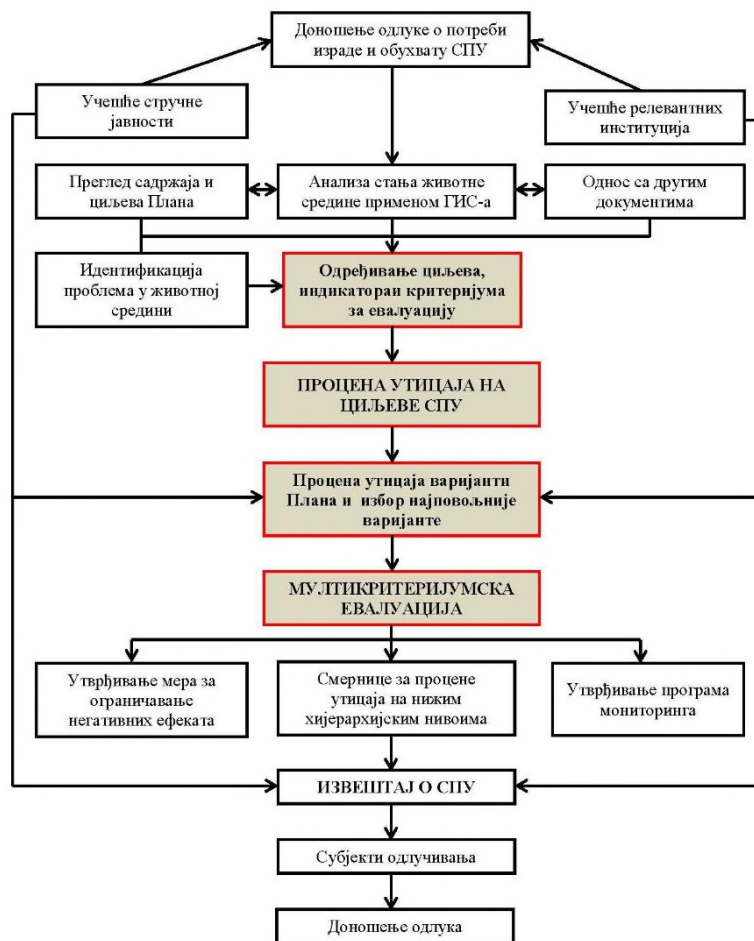 Доношење одлуке о потреби
израде и обухвату СПУ
Учешће стручне
јавности
Учешће релевантних
институција
Преглед садржаја и
циљева Плана
Анализа стања животне
средине применом ГИС-а
Однос са другим
документима
Идентификација
проблема у животној
средини
Одређивање циљева,
индикатораи критеријума
за евалуацију
ПРОЦЕНА УТИЦАЈА НА
ЦИЉЕВЕ СПУ
Процена утицаја варијанти
Плана и избор најповољније
варијанте
МУЛТИКРИТЕРИЈУМСКА
ЕВАЛУАЦИЈА
Утврђивање мера за
ограничавање
негативних ефеката
Смернице за процене
утицаја на нижим
хијерархијским нивоима
Утврђивање програма
мониторинга
ИЗВЕШТАЈ О СПУ
Субјекти одлучивања
Доношење одлука